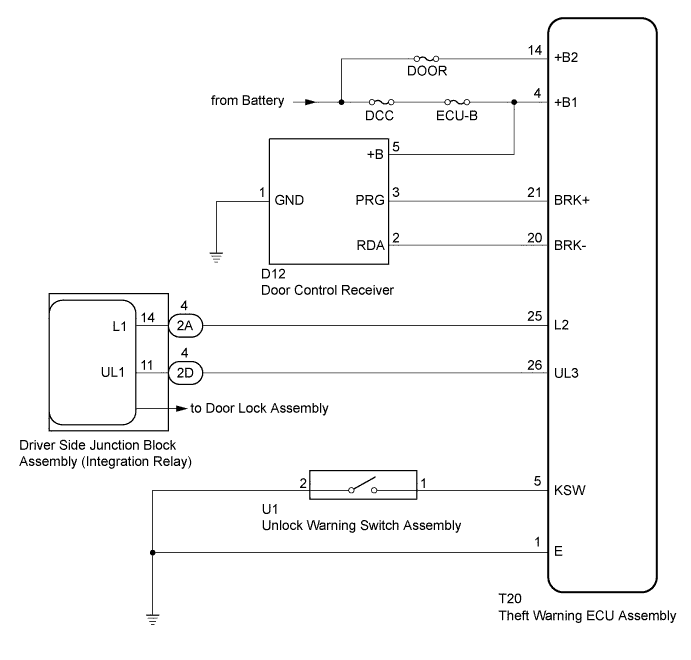 14
+B2
DOOR
from Battery
4
+B1
DCC
ECU-B
+B
5
1
GND
PRG
3
21
BRK+
RDA
2
20
BRK-
D12
Door Control Receiver
4
L1
14
2A
25
L2
4
UL1
11
2D
26
UL3
to Door Lock Assembly
Driver Side Junction Block
Assembly (Integration Relay)
2
1
5
KSW
U1
Unlock Warning Switch Assembly
1
E
T20
Theft Warning ECU Assembly